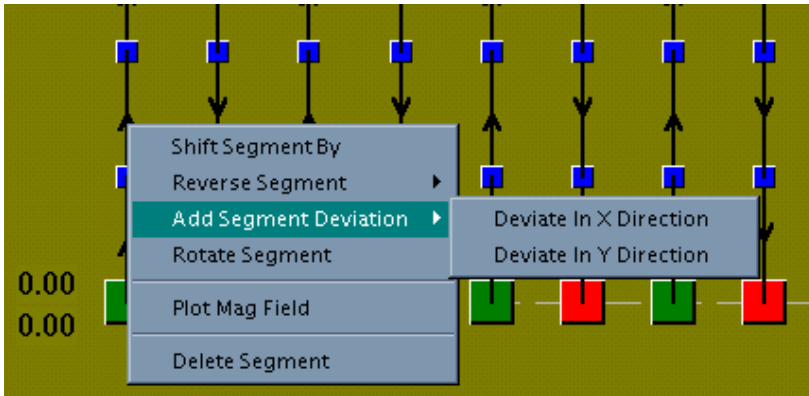 Shift Segment By
Reverse Segment
Add Segment Deviation
Deviate In X Direction
Rotate Segment
Deviate In Y Direction
0.00
Plot Mag Field
0.00
Delete Segment